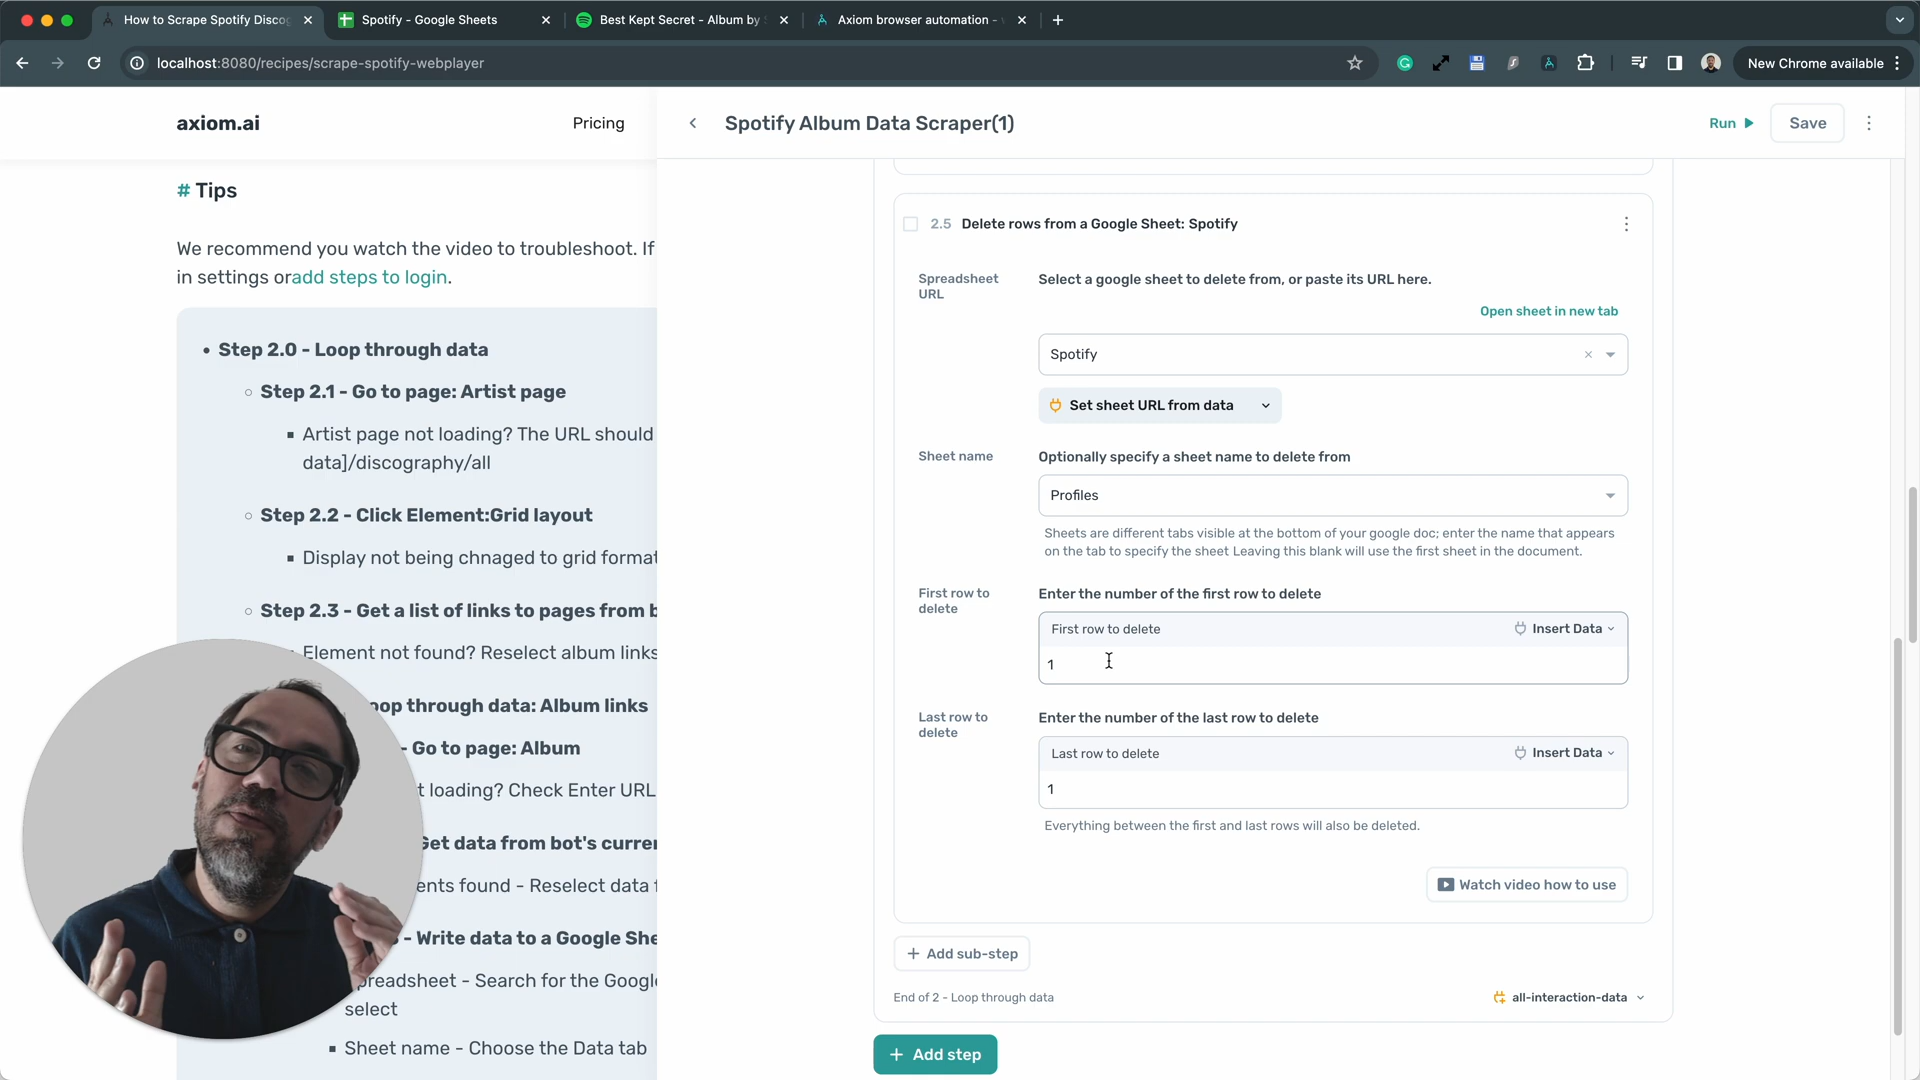 How to Scrape Spotify Discog
Spotify - Google Sheets
Best Kept Secret - Album by
Axiom browser automation -
localhost:8080/recipes/scrape-spotify-webplayer
New Chrome available
axiom.ai
Pricing
Spotify Album Data Scraper(1)
Run
Save
# Tips
We recommend you watch the video to troubleshoot. If
in settings oradd steps to login.
Step 2.0 - Loop through data
Step 2.1 - Go to page: Artist page
Artist page not loading? The URL should
data]/discography/all
Step 2.2 - Click Element:Grid layout
Display not being chnaged to grid format
Step 2.3 - Get a list of links to pages from b
Element not found? Reselect album links
oop through data: Album links
- Go to page: Album
t loading? Check Enter URL
Get data from bot's curren
ents found - Reselect data
- Write data to a Google She
preadsheet - Search for the Google
select
Sheet name - Choose the Data tab
2.5 Delete rows from a Google Sheet: Spotify
Spreadsheet
URL
Select a google sheet to delete from, or paste its URL here.
Open sheet in new tab
Spotify
Set sheet URL from data
Sheet name
Optionally specify a sheet name to delete from
Profiles
Sheets are different tabs visible at the bottom of your google doc; enter the name that appears
on the tab to specify the sheet Leaving this blank will use the first sheet in the document.
First row to
delete
Enter the number of the first row to delete
First row to delete
Insert Data
1
Last row to
delete
Enter the number of the last row to delete
Last row to delete
Insert Data
1
Everything between the first and last rows will also be deleted.
Watch video how to use
+ Add sub-step
End of 2 - Loop through data
all-interaction-data
+ Add step